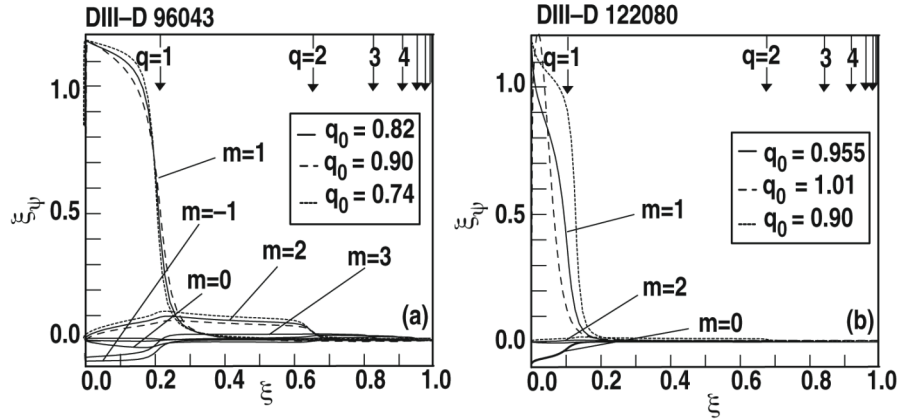 DIII–D 96043
q=1
q=2
3
4
1.0
0.5
0.0
ξψ
q0 = 0.82
q0 = 0.90
q0 = 0.74
m=1
m=–1
m=0
m=2
m=3
(a)
0.0 0.2 0.4 0.6 0.8 1.0
ξ
DIII–D 122080
q=1
q=2
3
4
1.0
0.5
0.0
ξψ
q0 = 0.955
q0 = 1.01
q0 = 0.90
m=1
m=2
m=0
(b)
0.0 0.2 0.4 0.6 0.8 1.0
ξ